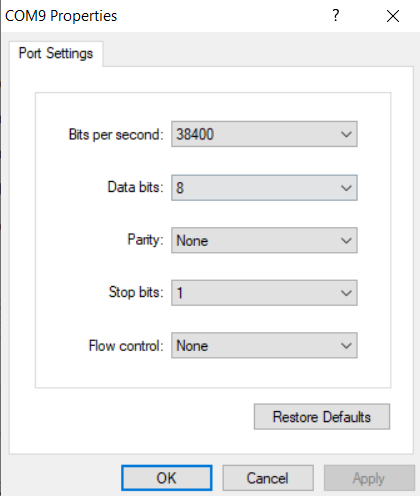 COM9 Properties ?
Port Settings
Bits per second: 38400
Data bits: 8
Parity: None
Stop bits: 1
Flow control: None
Restore Defaults
OK Cancel Apply